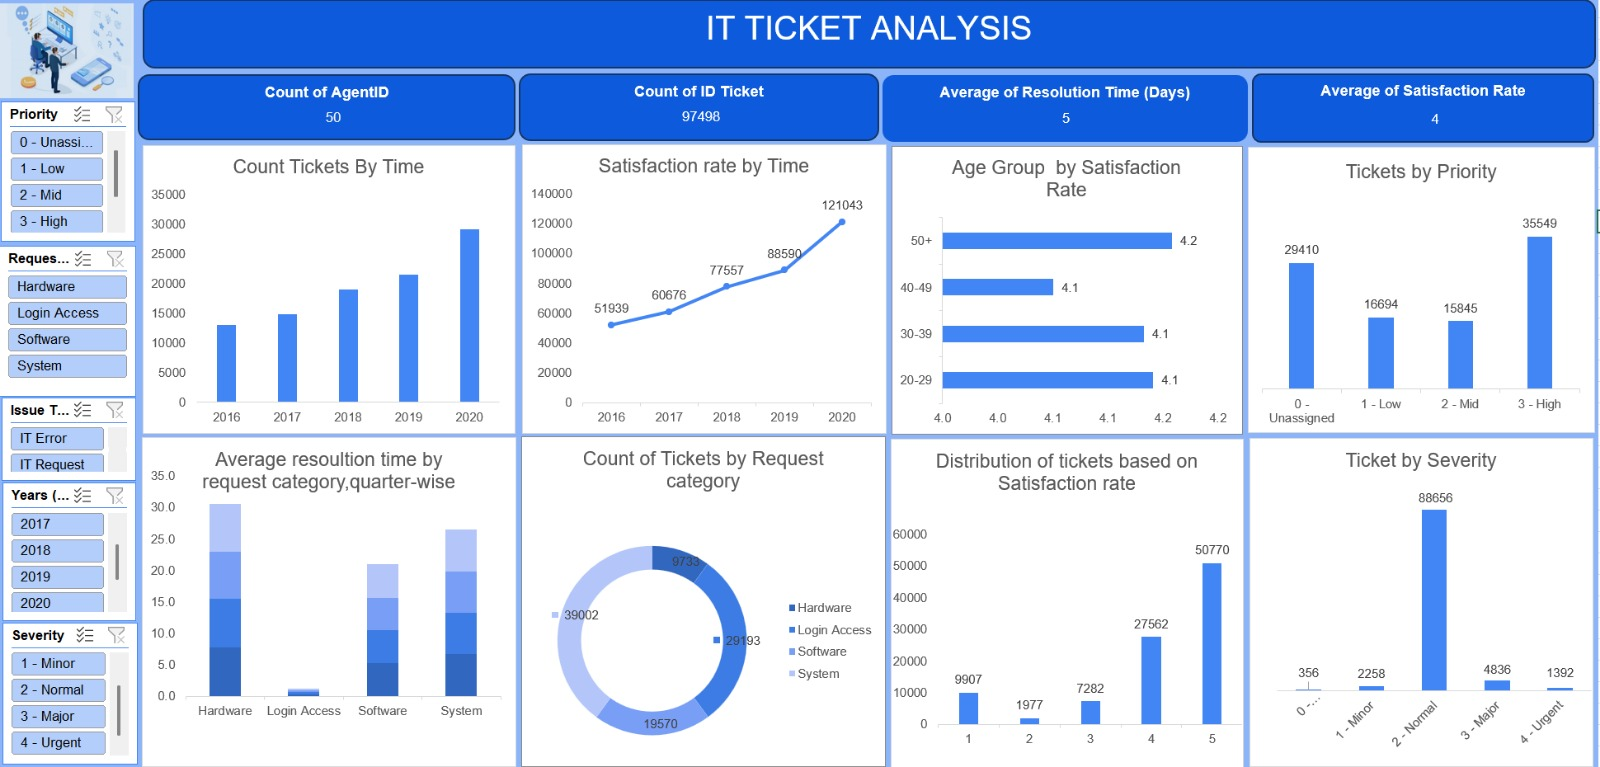 IT TICKET ANALYSIS
Count of AgentID
50
Count of ID Ticket
97498
Average of Resolution Time (Days)
5
Average of Satisfaction Rate
4
Priority
0 - Unassi...
1 - Low
2 - Mid
3 - High
Reques...
Hardware
Login Access
Software
System
Issue T...
IT Error
IT Request
Years (...
2017
2018
2019
2020
Severity
1 - Minor
2 - Normal
3 - Major
4 - Urgent
Count Tickets By Time
35000
30000
25000
20000
15000
10000
5000
0
2016 2017 2018 2019 2020
Satisfaction rate by Time
140000
120000
100000
80000
60000
40000
20000
0
51939
60676
77557
88590
121043
2016 2017 2018 2019 2020
Age Group by Satisfaction
Rate
50+ 4.2
40-49 4.1
30-39 4.1
20-29 4.1
4.0 4.0 4.1 4.1 4.2 4.2
Tickets by Priority
29410
16694
15845
35549
0 -
Unassigned
1 - Low
2 - Mid
3 - High
Average resoultion time by
request category,quarter-wise
35.0
30.0
25.0
20.0
15.0
10.0
5.0
0.0
Hardware Login Access Software System
Count of Tickets by Request
category
9733
29193
19570
39002
Hardware
Login Access
Software
System
Distribution of tickets based on
Satisfaction rate
60000
50000
40000
30000
20000
10000
0
9907
1977
7282
27562
50770
1 2 3 4 5
Ticket by Severity
356
2258
88656
4836
1392
0 -...
1 - Minor
2 - Normal
3 - Major
4 - Urgent